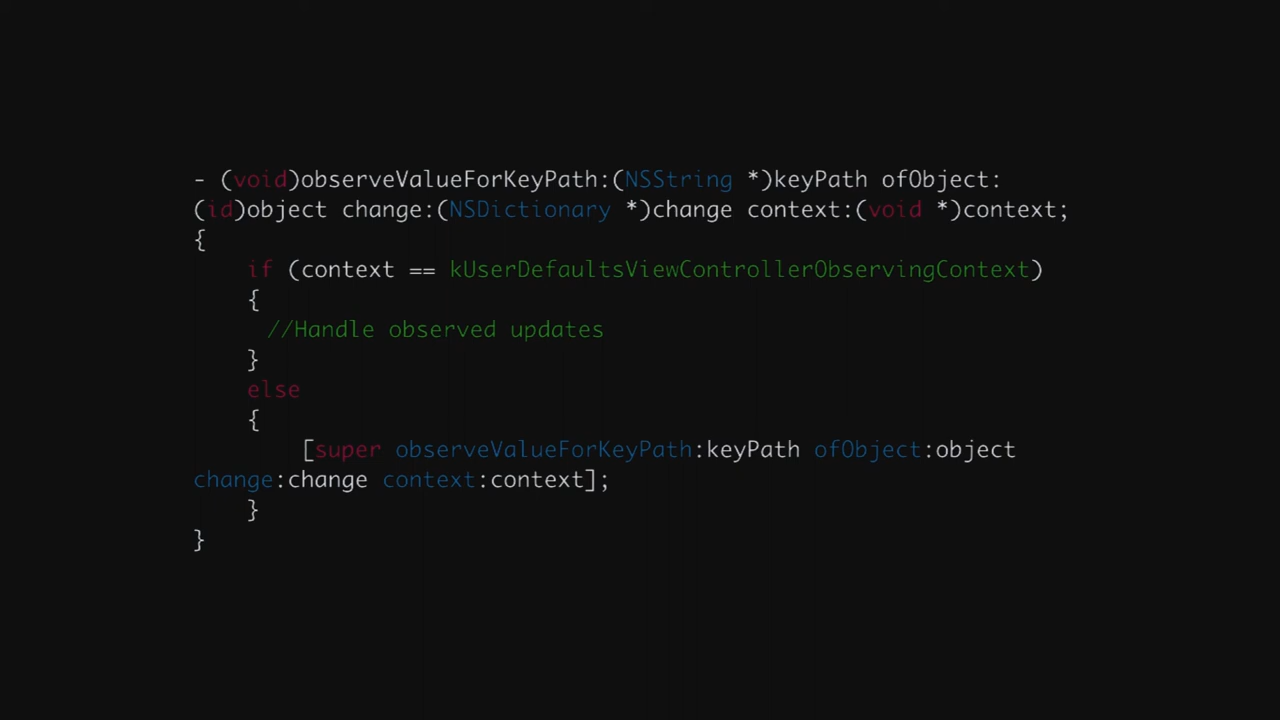 - (void)observeValueForKeyPath:(NSString *)keyPath ofObject:
(id)object change:(NSDictionary *)change context:(void *)context;
{
if (context == kUserDefaultsViewControllerObservingContext)
{
//Handle observed updates
}
else
{
[super observeValueForKeyPath:keyPath ofObject:object
change:change context:context];
}
}